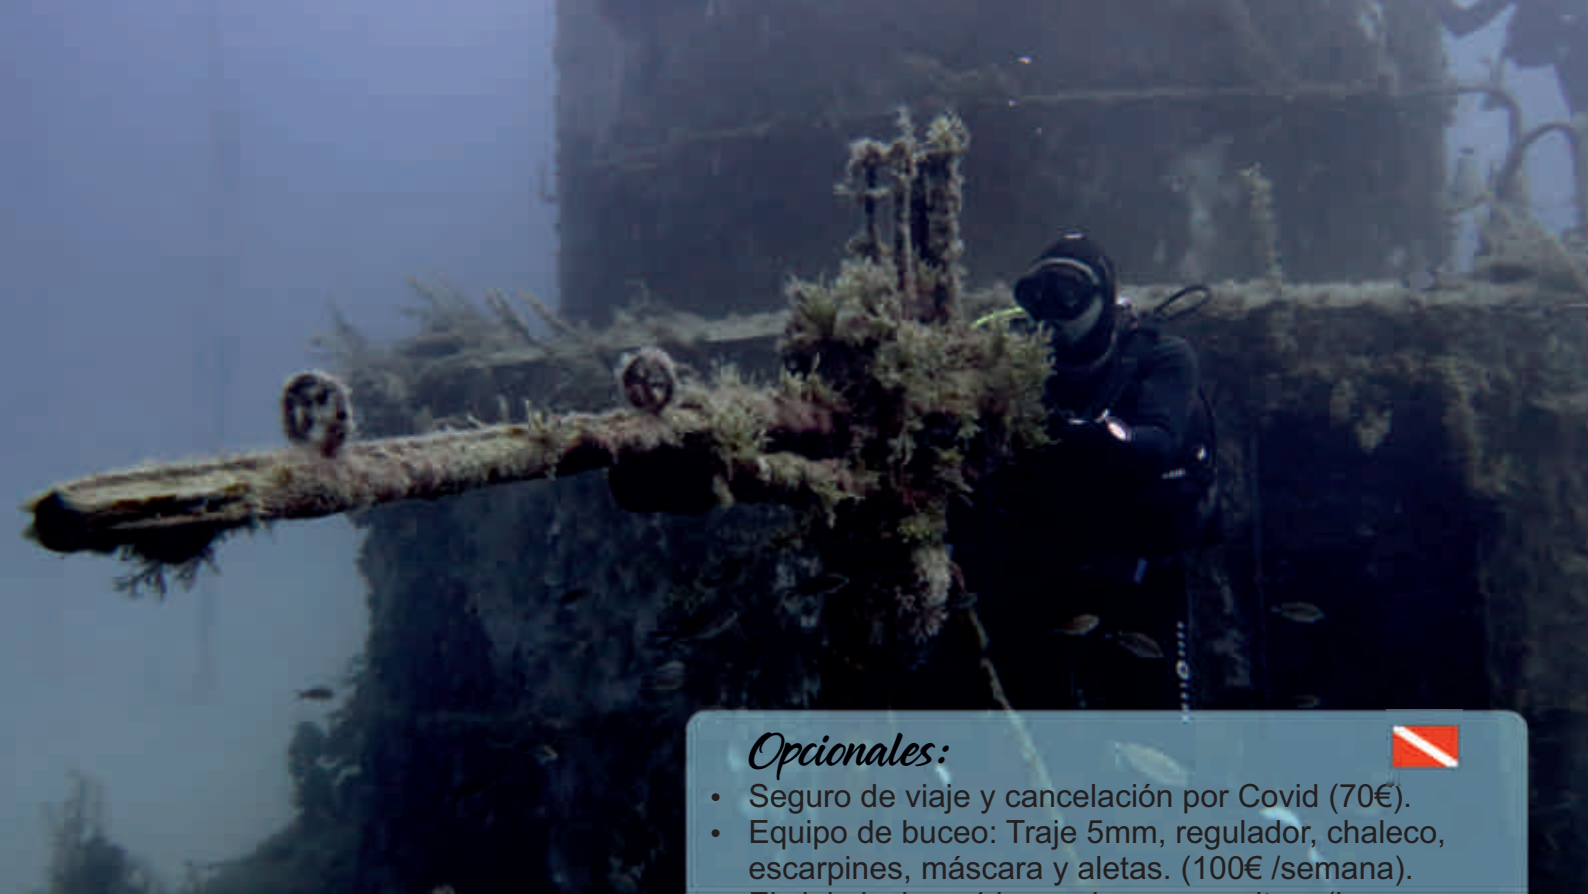 Opcionales:
• Seguro de viaje y cancelación por Covid (70€).
• Equipo de buceo: Traje 5mm, regulador, chaleco,
escarpines, máscara y aletas. (100€ /semana).